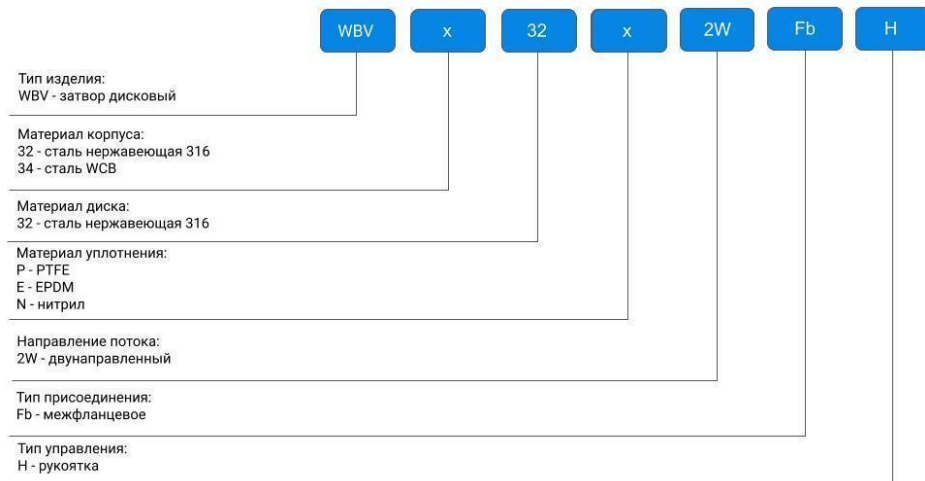 WBV x 32 x 2W Fb H
Тип изделия:
WBV - затвор дисковый
Материал корпуса:
32 - сталь нержавеющая 316
34 - сталь WCB
Материал диска:
32 - сталь нержавеющая 316
Материал уплотнения:
P - PTFE
E - EPDM
N - нитрил
Направление потока:
2W - двунаправленный
Тип присоединения:
Fb - межфланцевое
Тип управления:
H - рукоятка